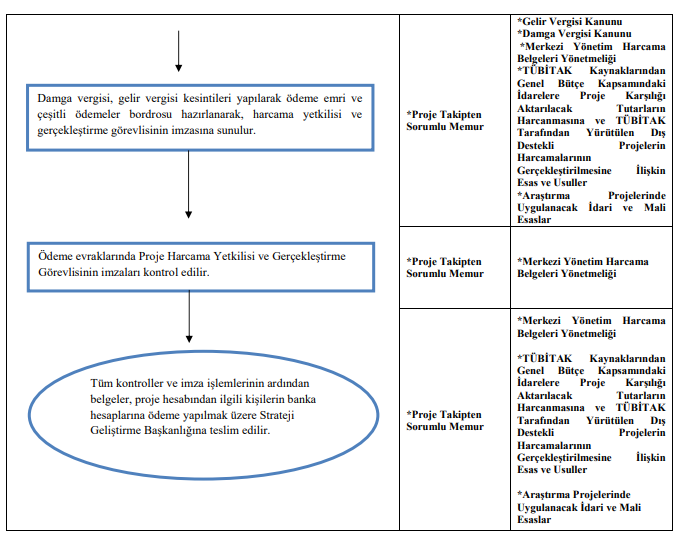 Damga vergisi, gelir vergisi kesintileri yapılarak ödeme emri ve
çeşitli ödemeler bordrosu hazırlanarak, harcama yetkilisi ve
gerçekleştirme görevlisinin imzasına sunulur.
*Proje Takipten
Sorumlu Memur
*Gelir Vergisi Kanunu
*Damga Vergisi Kanunu
*Merkezi Yönetim Harcama
Belgeleri Yönetmeliği
*TÜBİTAK Kaynaklarından
Genel Bütçe Kapsamındaki
İdarelere Proje Karşılığı
Aktarılacak Tutarların
Harcanmasına ve TÜBİTAK
Tarafından Yürütülen Dış
Destekli Projelerin
Harcamalarının
Gerçekleştirilmesine İlişkin
Esas ve Usuller
*Araştırma Projelerinde
Uygulanacak İdari ve Mali
Esaslar
Ödeme evraklarında Proje Harcama Yetkilisi ve Gerçekleştirme
Görevlisinin imzaları kontrol edilir.
*Proje Takipten
Sorumlu Memur
*Merkezi Yönetim Harcama
Belgeleri Yönetmeliği
Tüm kontroller ve imza işlemlerinin ardından
belgeler, proje hesabından ilgili kişilerin banka
hesaplarına ödeme yapılmak üzere Strateji
Geliştirme Başkanlığına teslim edilir.
*Proje Takipten
Sorumlu Memur
*Merkezi Yönetim Harcama
Belgeleri Yönetmeliği
*TÜBİTAK Kaynaklarından
Genel Bütçe Kapsamındaki
İdarelere Proje Karşılığı
Aktarılacak Tutarların
Harcanmasına ve TÜBİTAK
Tarafından Yürütülen Dış
Destekli Projelerin
Harcamalarının
Gerçekleştirilmesine İlişkin
Esas ve Usuller
*Araştırma Projelerinde
Uygulanacak İdari ve Mali
Esaslar